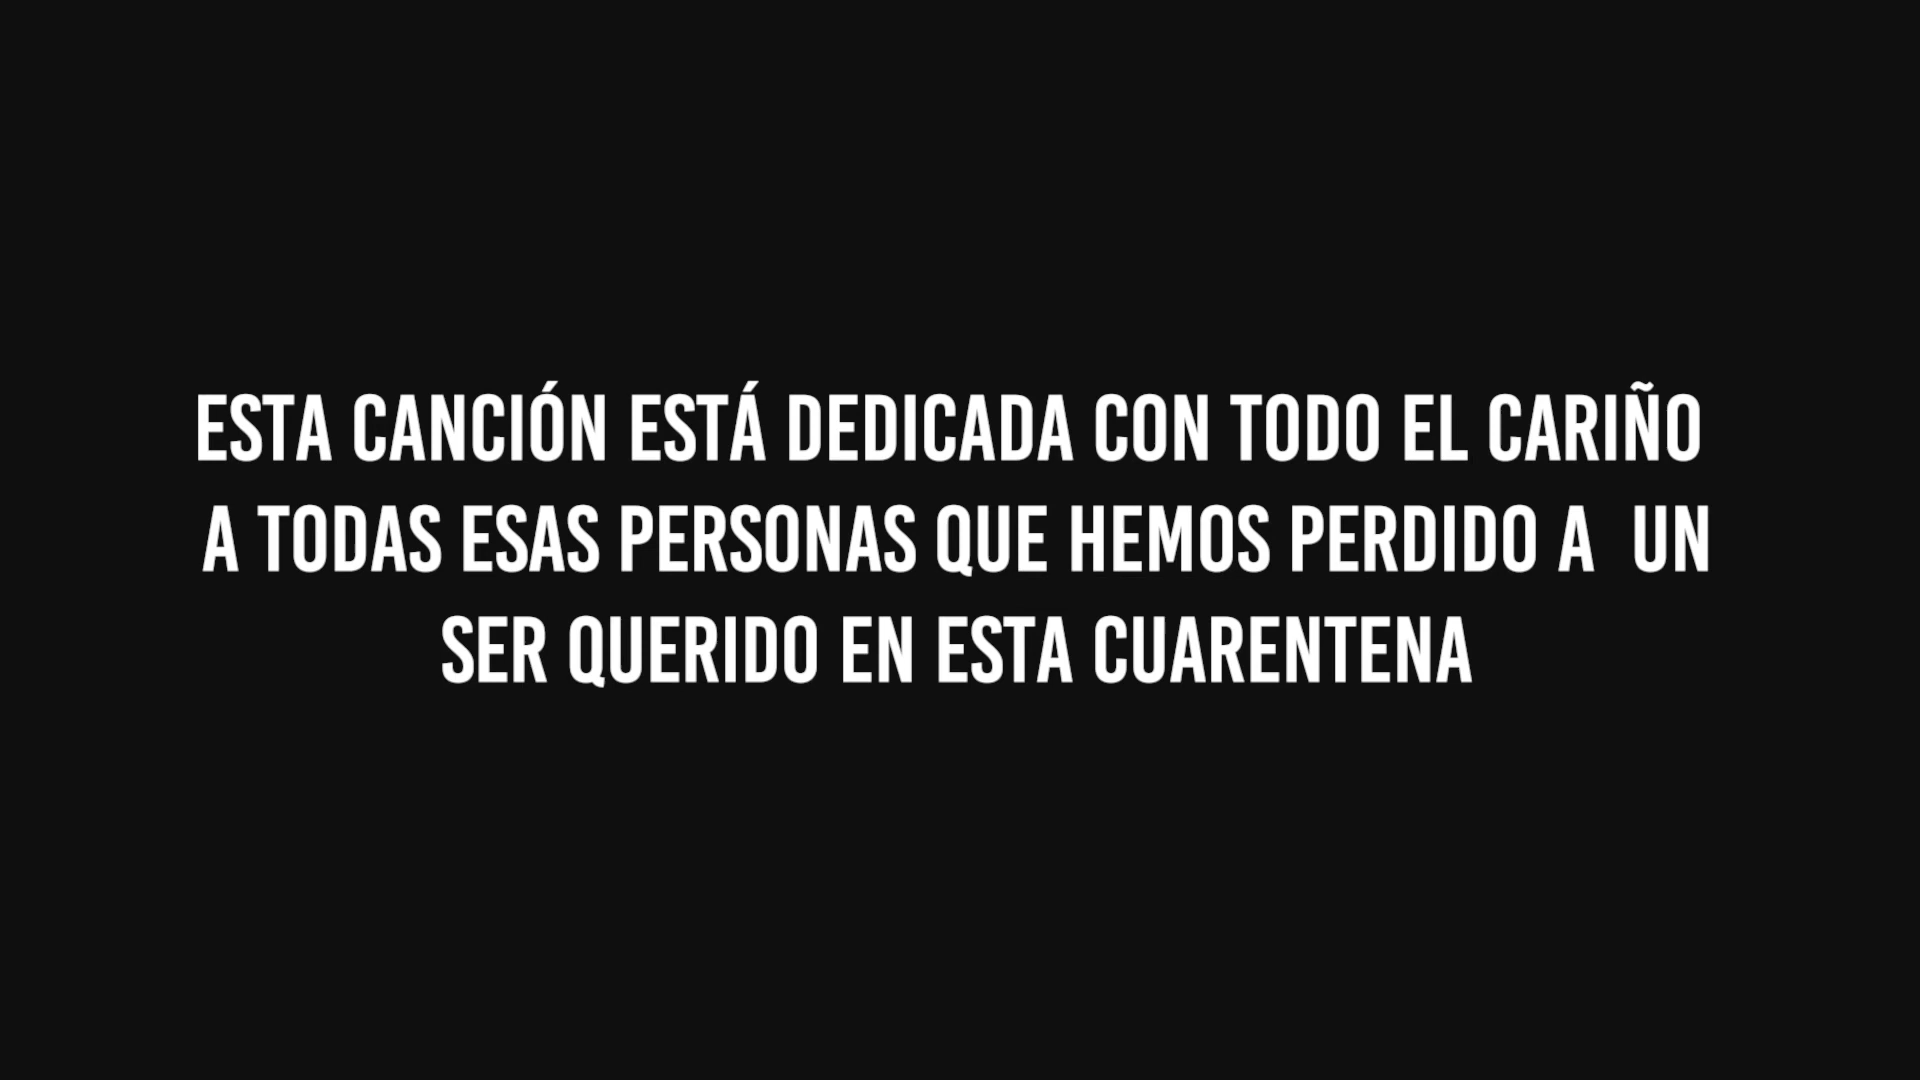 ESTA CANCIÓN ESTÁ DEDICADA CON TODO EL CARIÑO
A TODAS ESAS PERSONAS QUE HEMOS PERDIDO A  UN
SER QUERIDO EN ESTA CUARENTENA